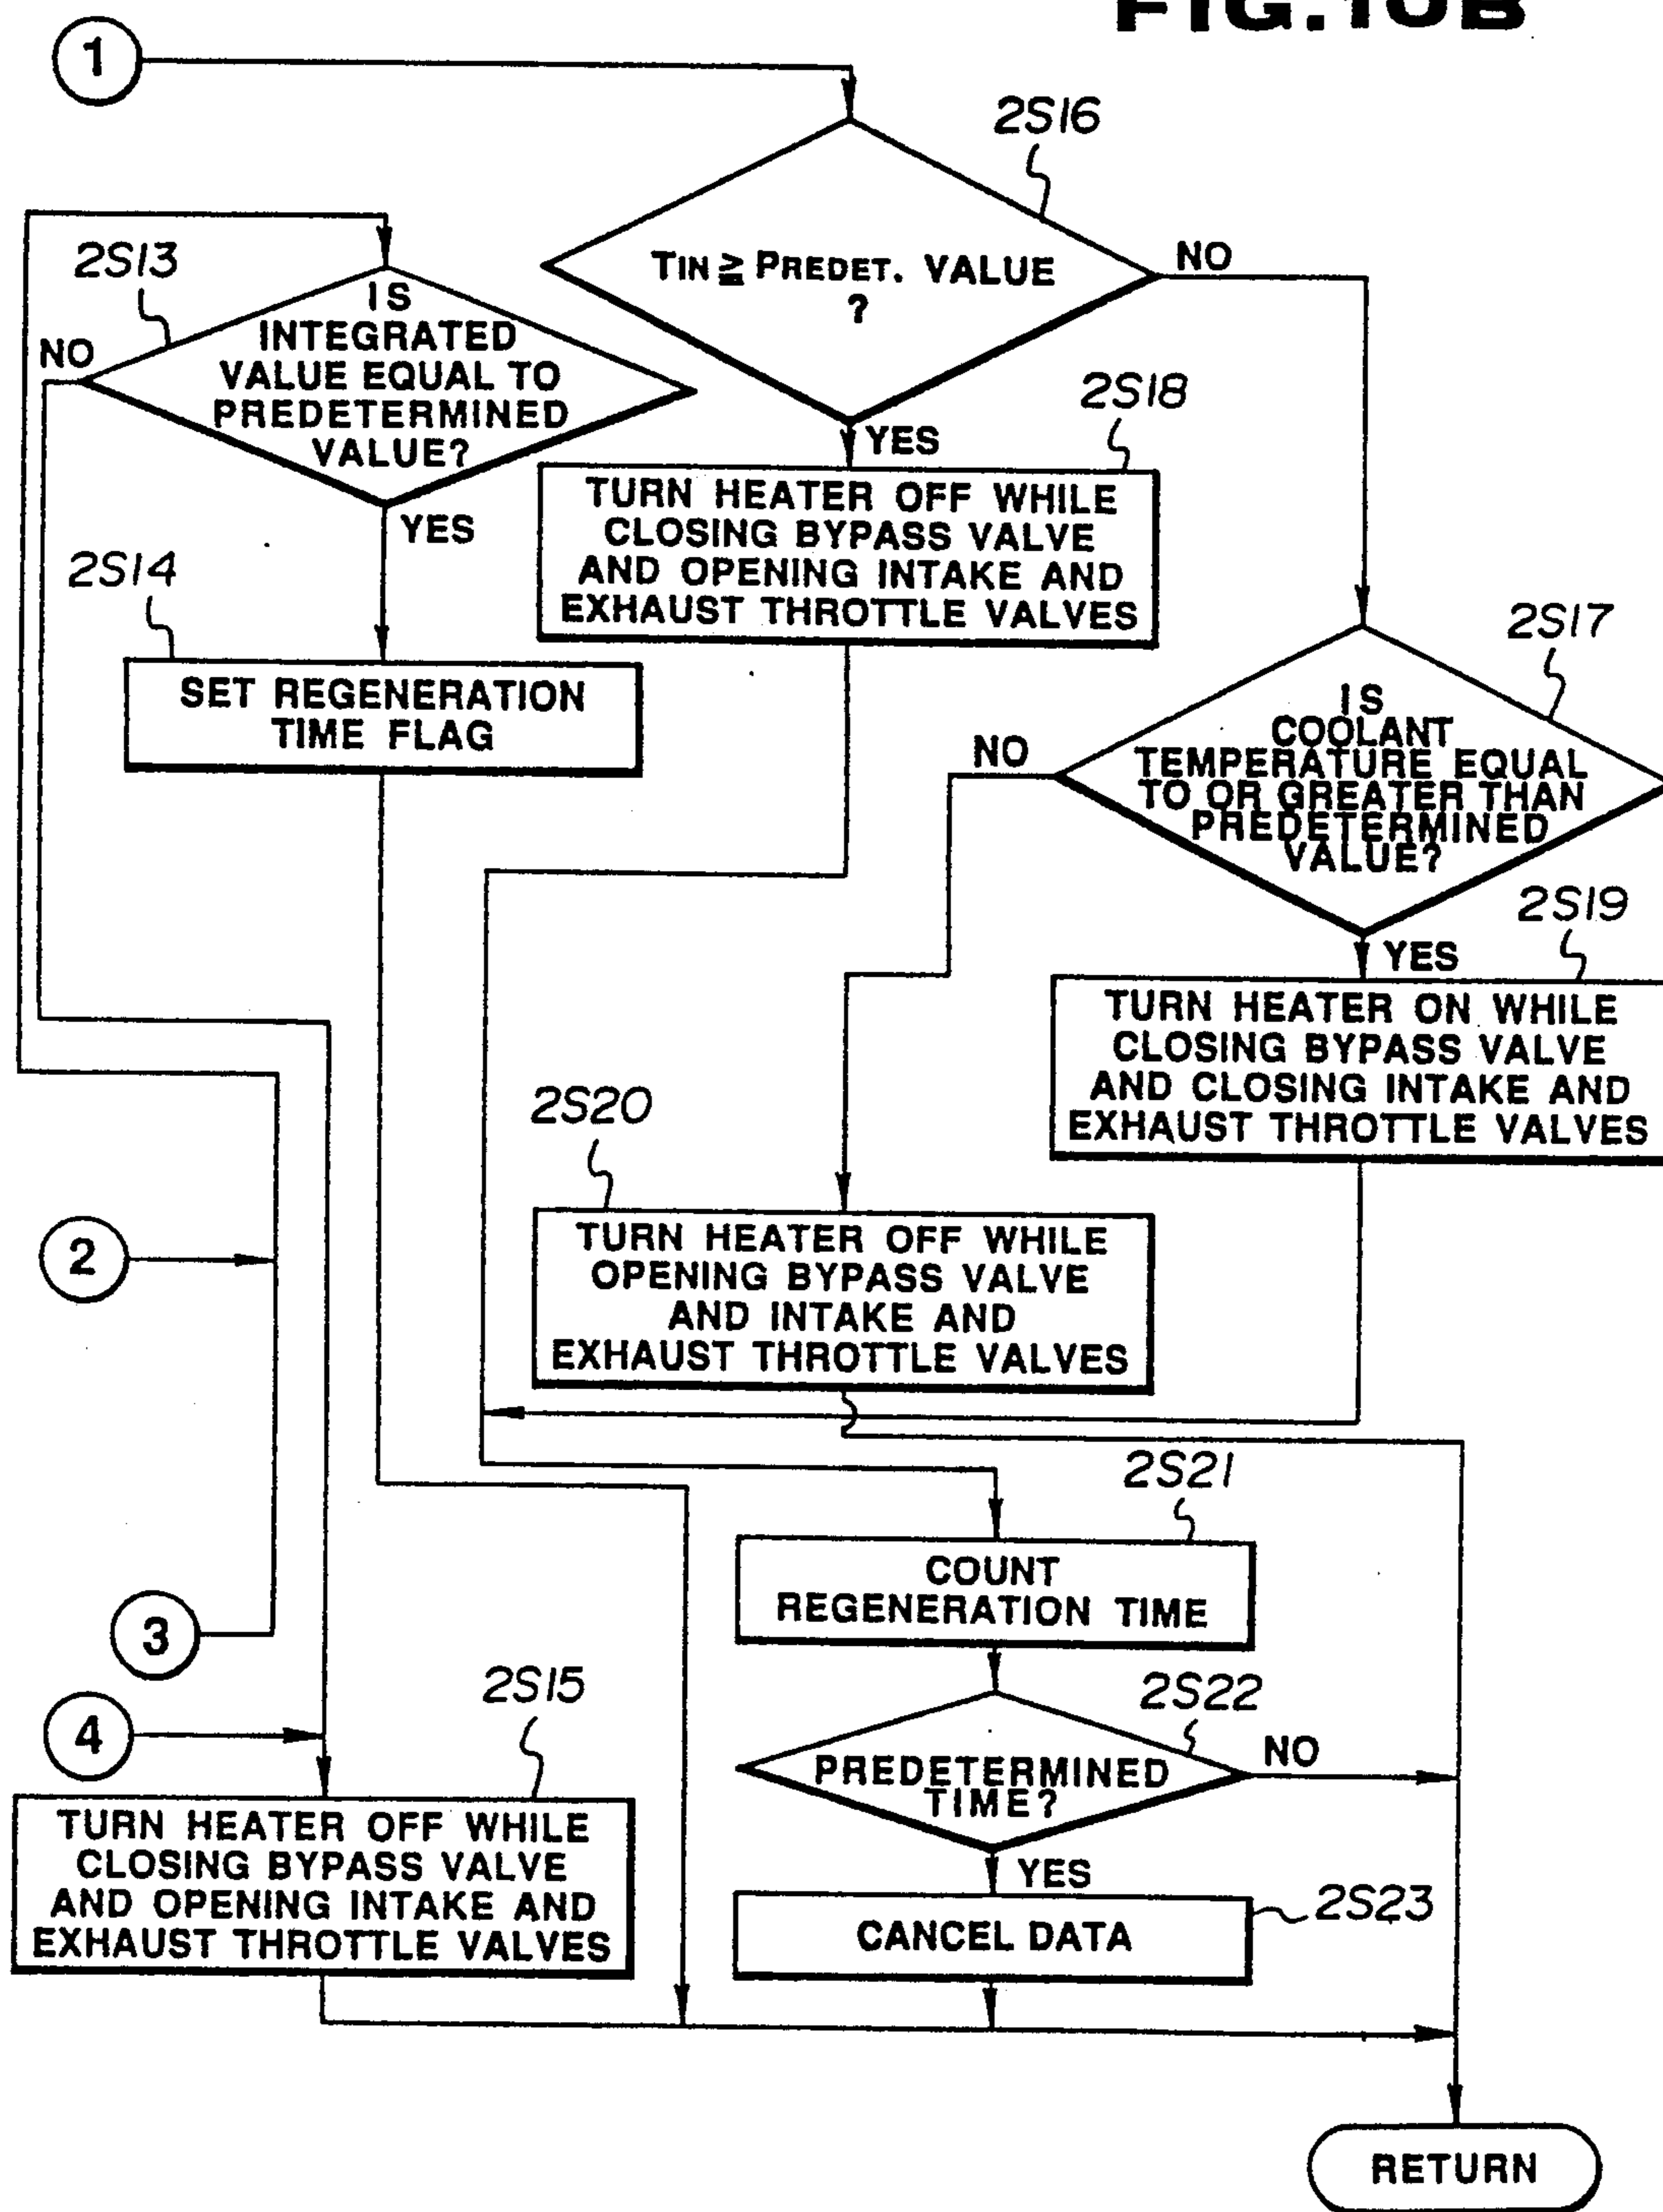 FIG.10B
1
2S16
TIN ≧ PREDET. VALUE
?
NO
YES
2S13
IS
INTEGRATED
VALUE EQUAL TO
PREDETERMINED
VALUE?
NO
YES
2S18
TURN HEATER OFF WHILE
CLOSING BYPASS VALVE
AND OPENING INTAKE AND
EXHAUST THROTTLE VALVES
2S14
SET REGENERATION
TIME FLAG
2S17
IS
COOLANT
TEMPERATURE EQUAL
TO OR GREATER THAN
PREDETERMINED
VALUE?
NO
YES
2S19
TURN HEATER ON WHILE
CLOSING BYPASS VALVE
AND CLOSING INTAKE AND
EXHAUST THROTTLE VALVES
2S20
TURN HEATER OFF WHILE
OPENING BYPASS VALVE
AND INTAKE AND
EXHAUST THROTTLE VALVES
2
2S21
COUNT
REGENERATION TIME
3
2S22
PREDETERMINED
TIME?
NO
YES
4
2S15
TURN HEATER OFF WHILE
CLOSING BYPASS VALVE
AND OPENING INTAKE AND
EXHAUST THROTTLE VALVES
2S23
CANCEL DATA
RETURN